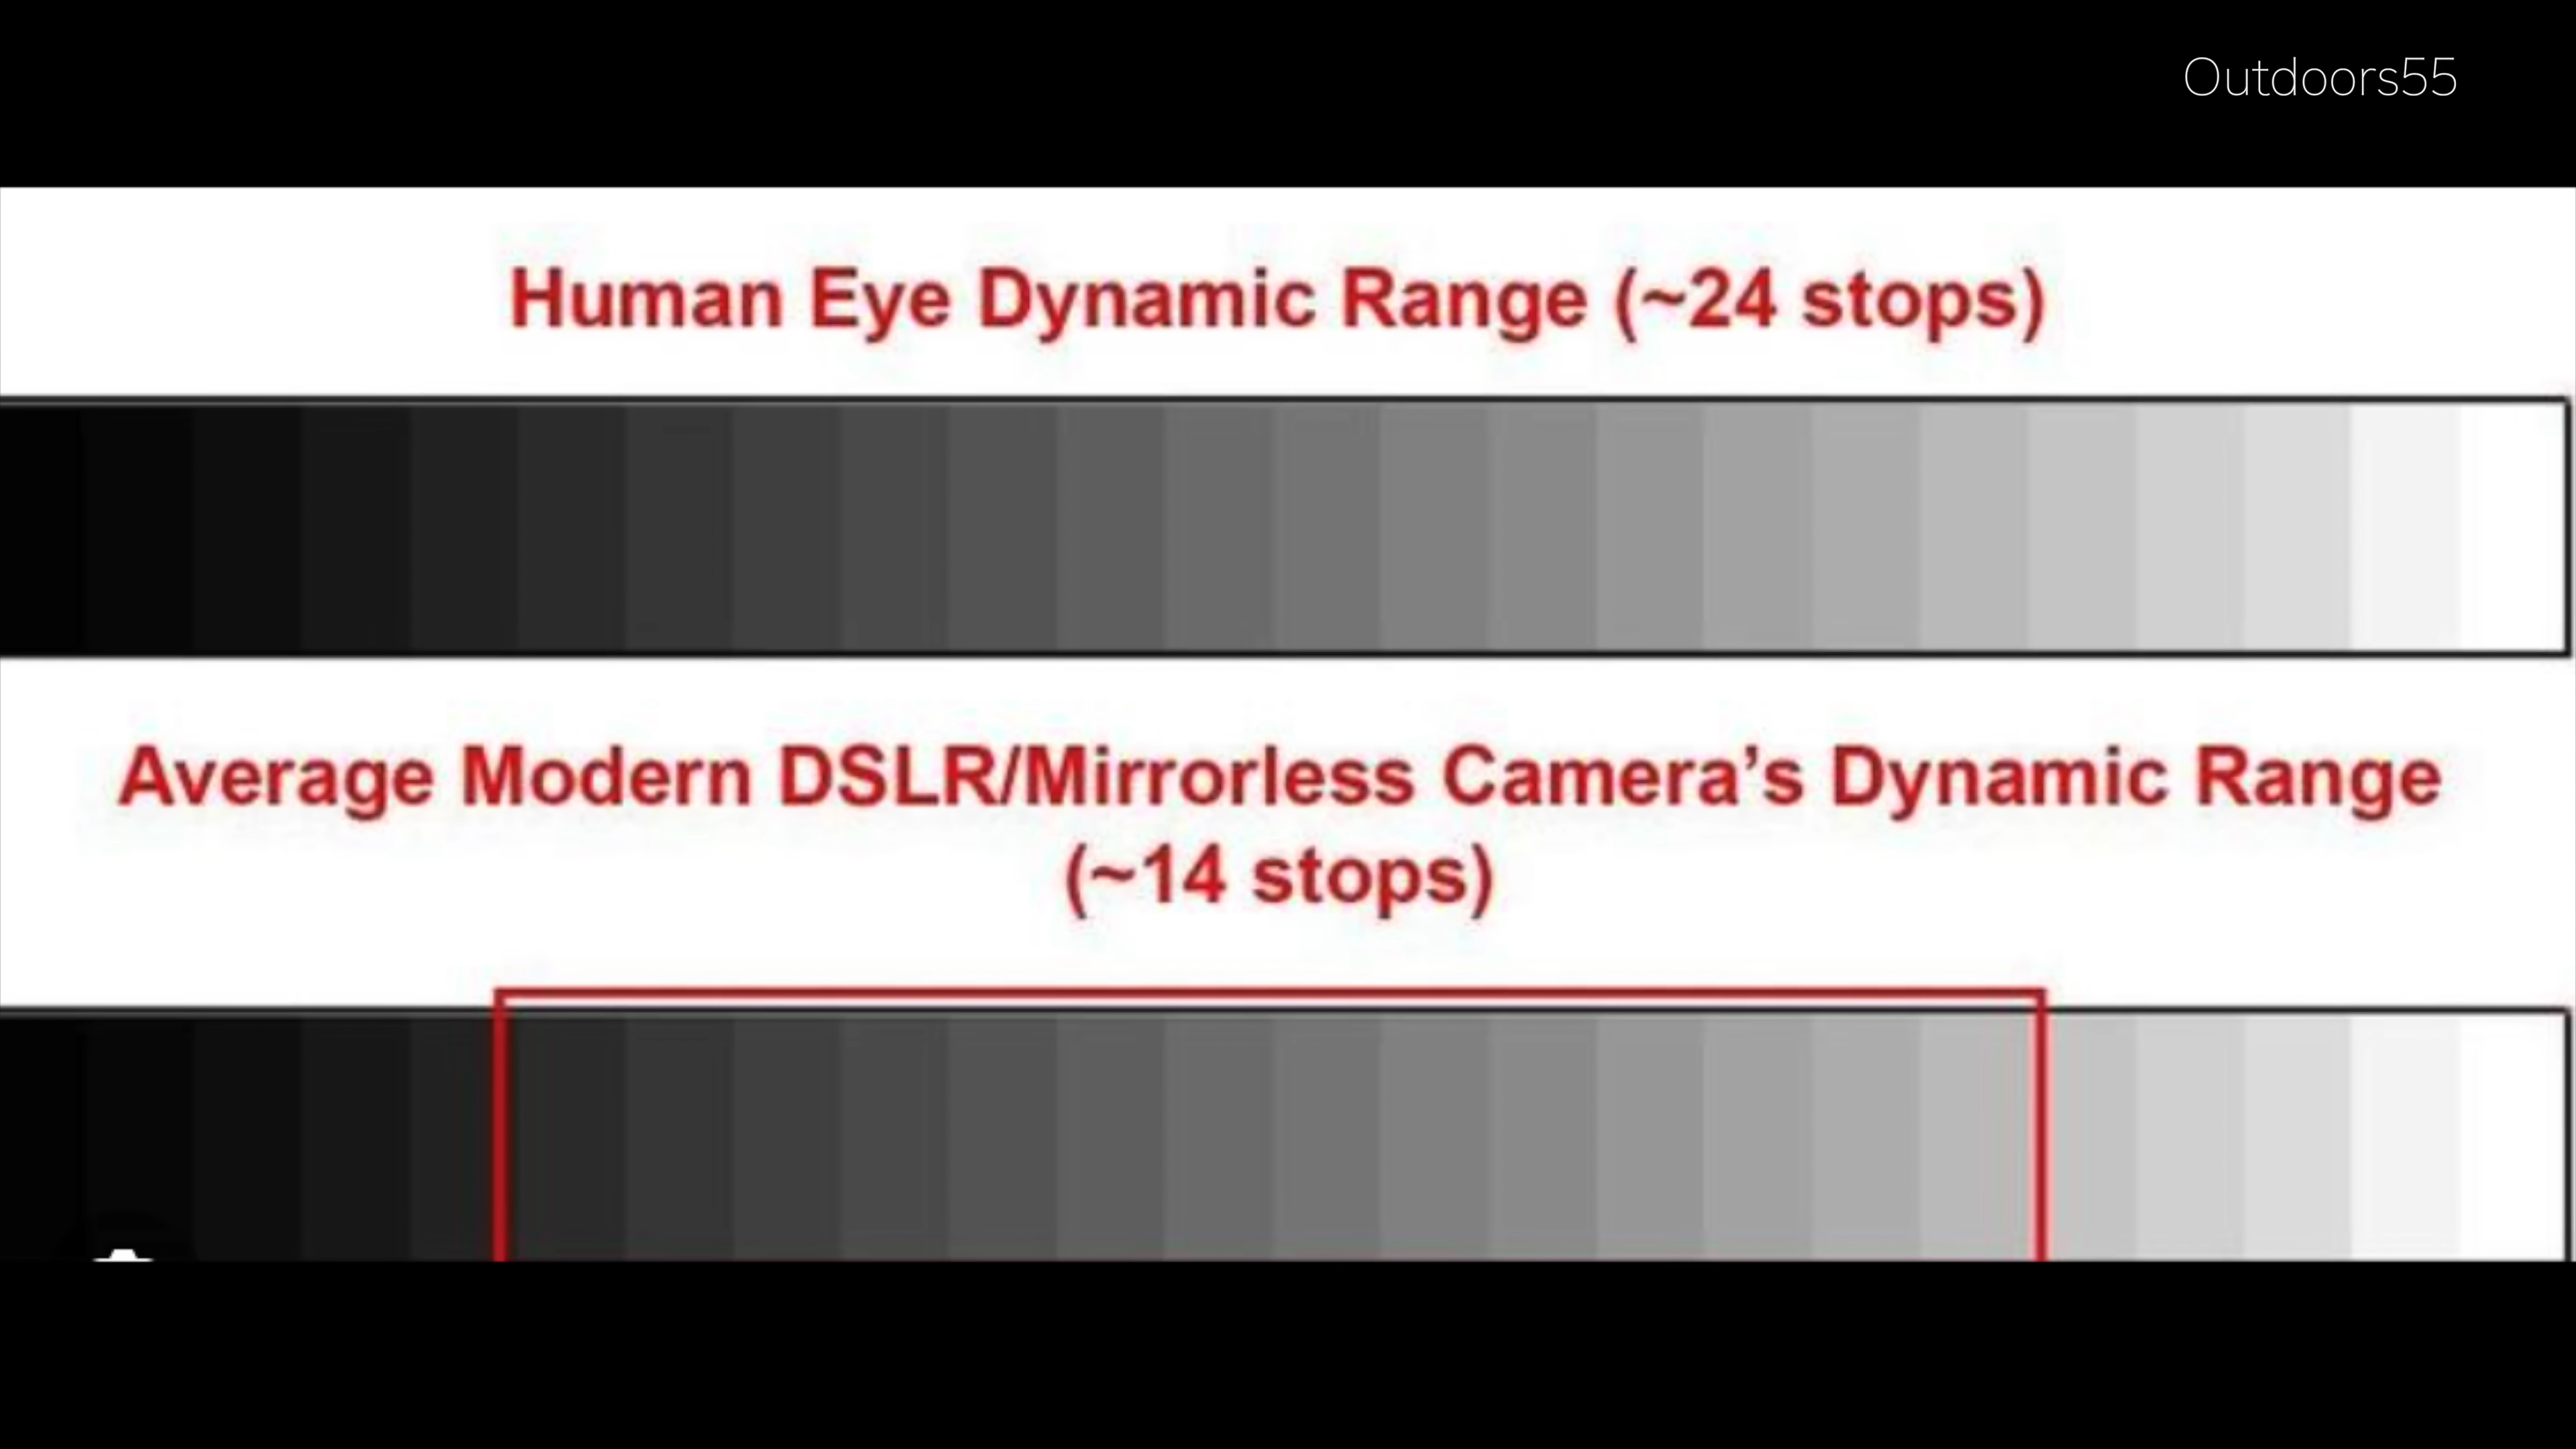 Outdoors55
Human Eye Dynamic Range (~24 stops)
Average Modern DSLR/Mirrorless Camera’s Dynamic Range
(~14 stops)